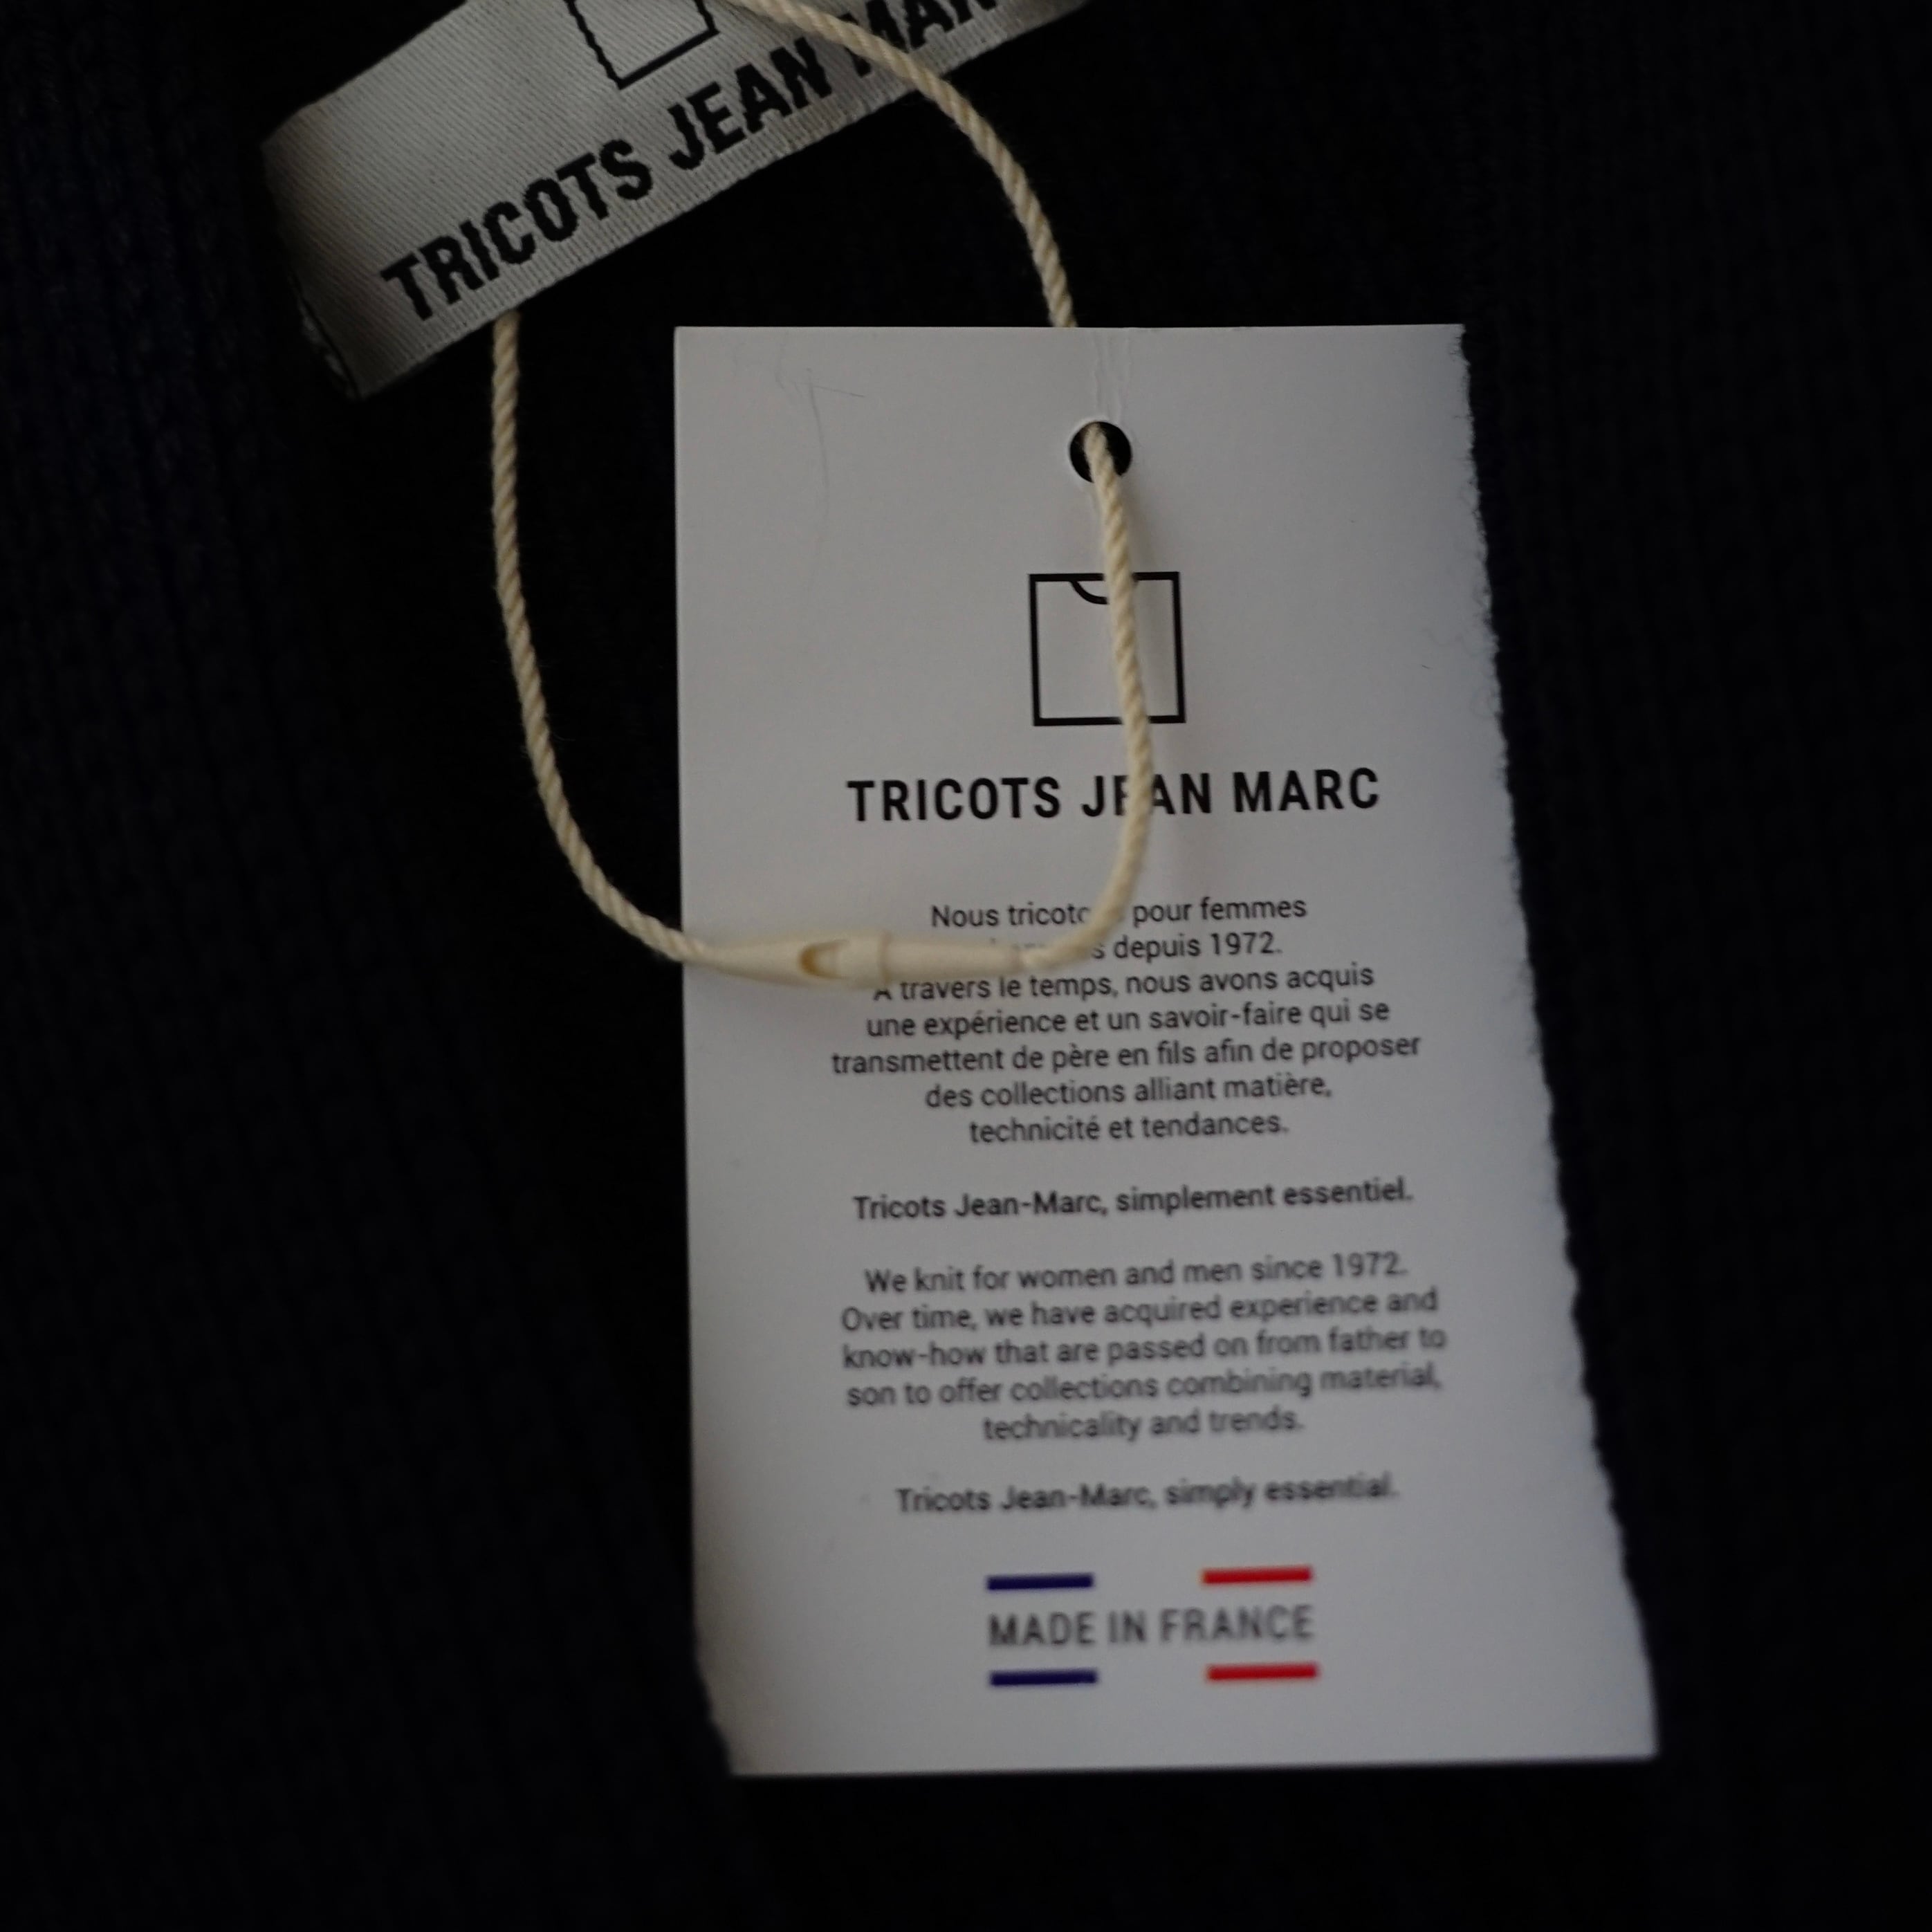 TRICOTS JEAN
TRICOTS JEAN MARC
Nous pour femmes
depuis 1972.
A travers le temps, nous avons acquis
une expérience et un savoir-faire qui se
transmettent de père en fils afin de proposer
des collections alliant matière,
technicité et tendances.
Tricots Jean-Marc, simplement essentiel.
We knit for women and men since 1972.
Over time, we have acquired experience and
know-how that are passed on from father to
son to offer collections combining material,
technicality and trends.
Tricots Jean-Marc, simply essential.
MADE IN FRANCE